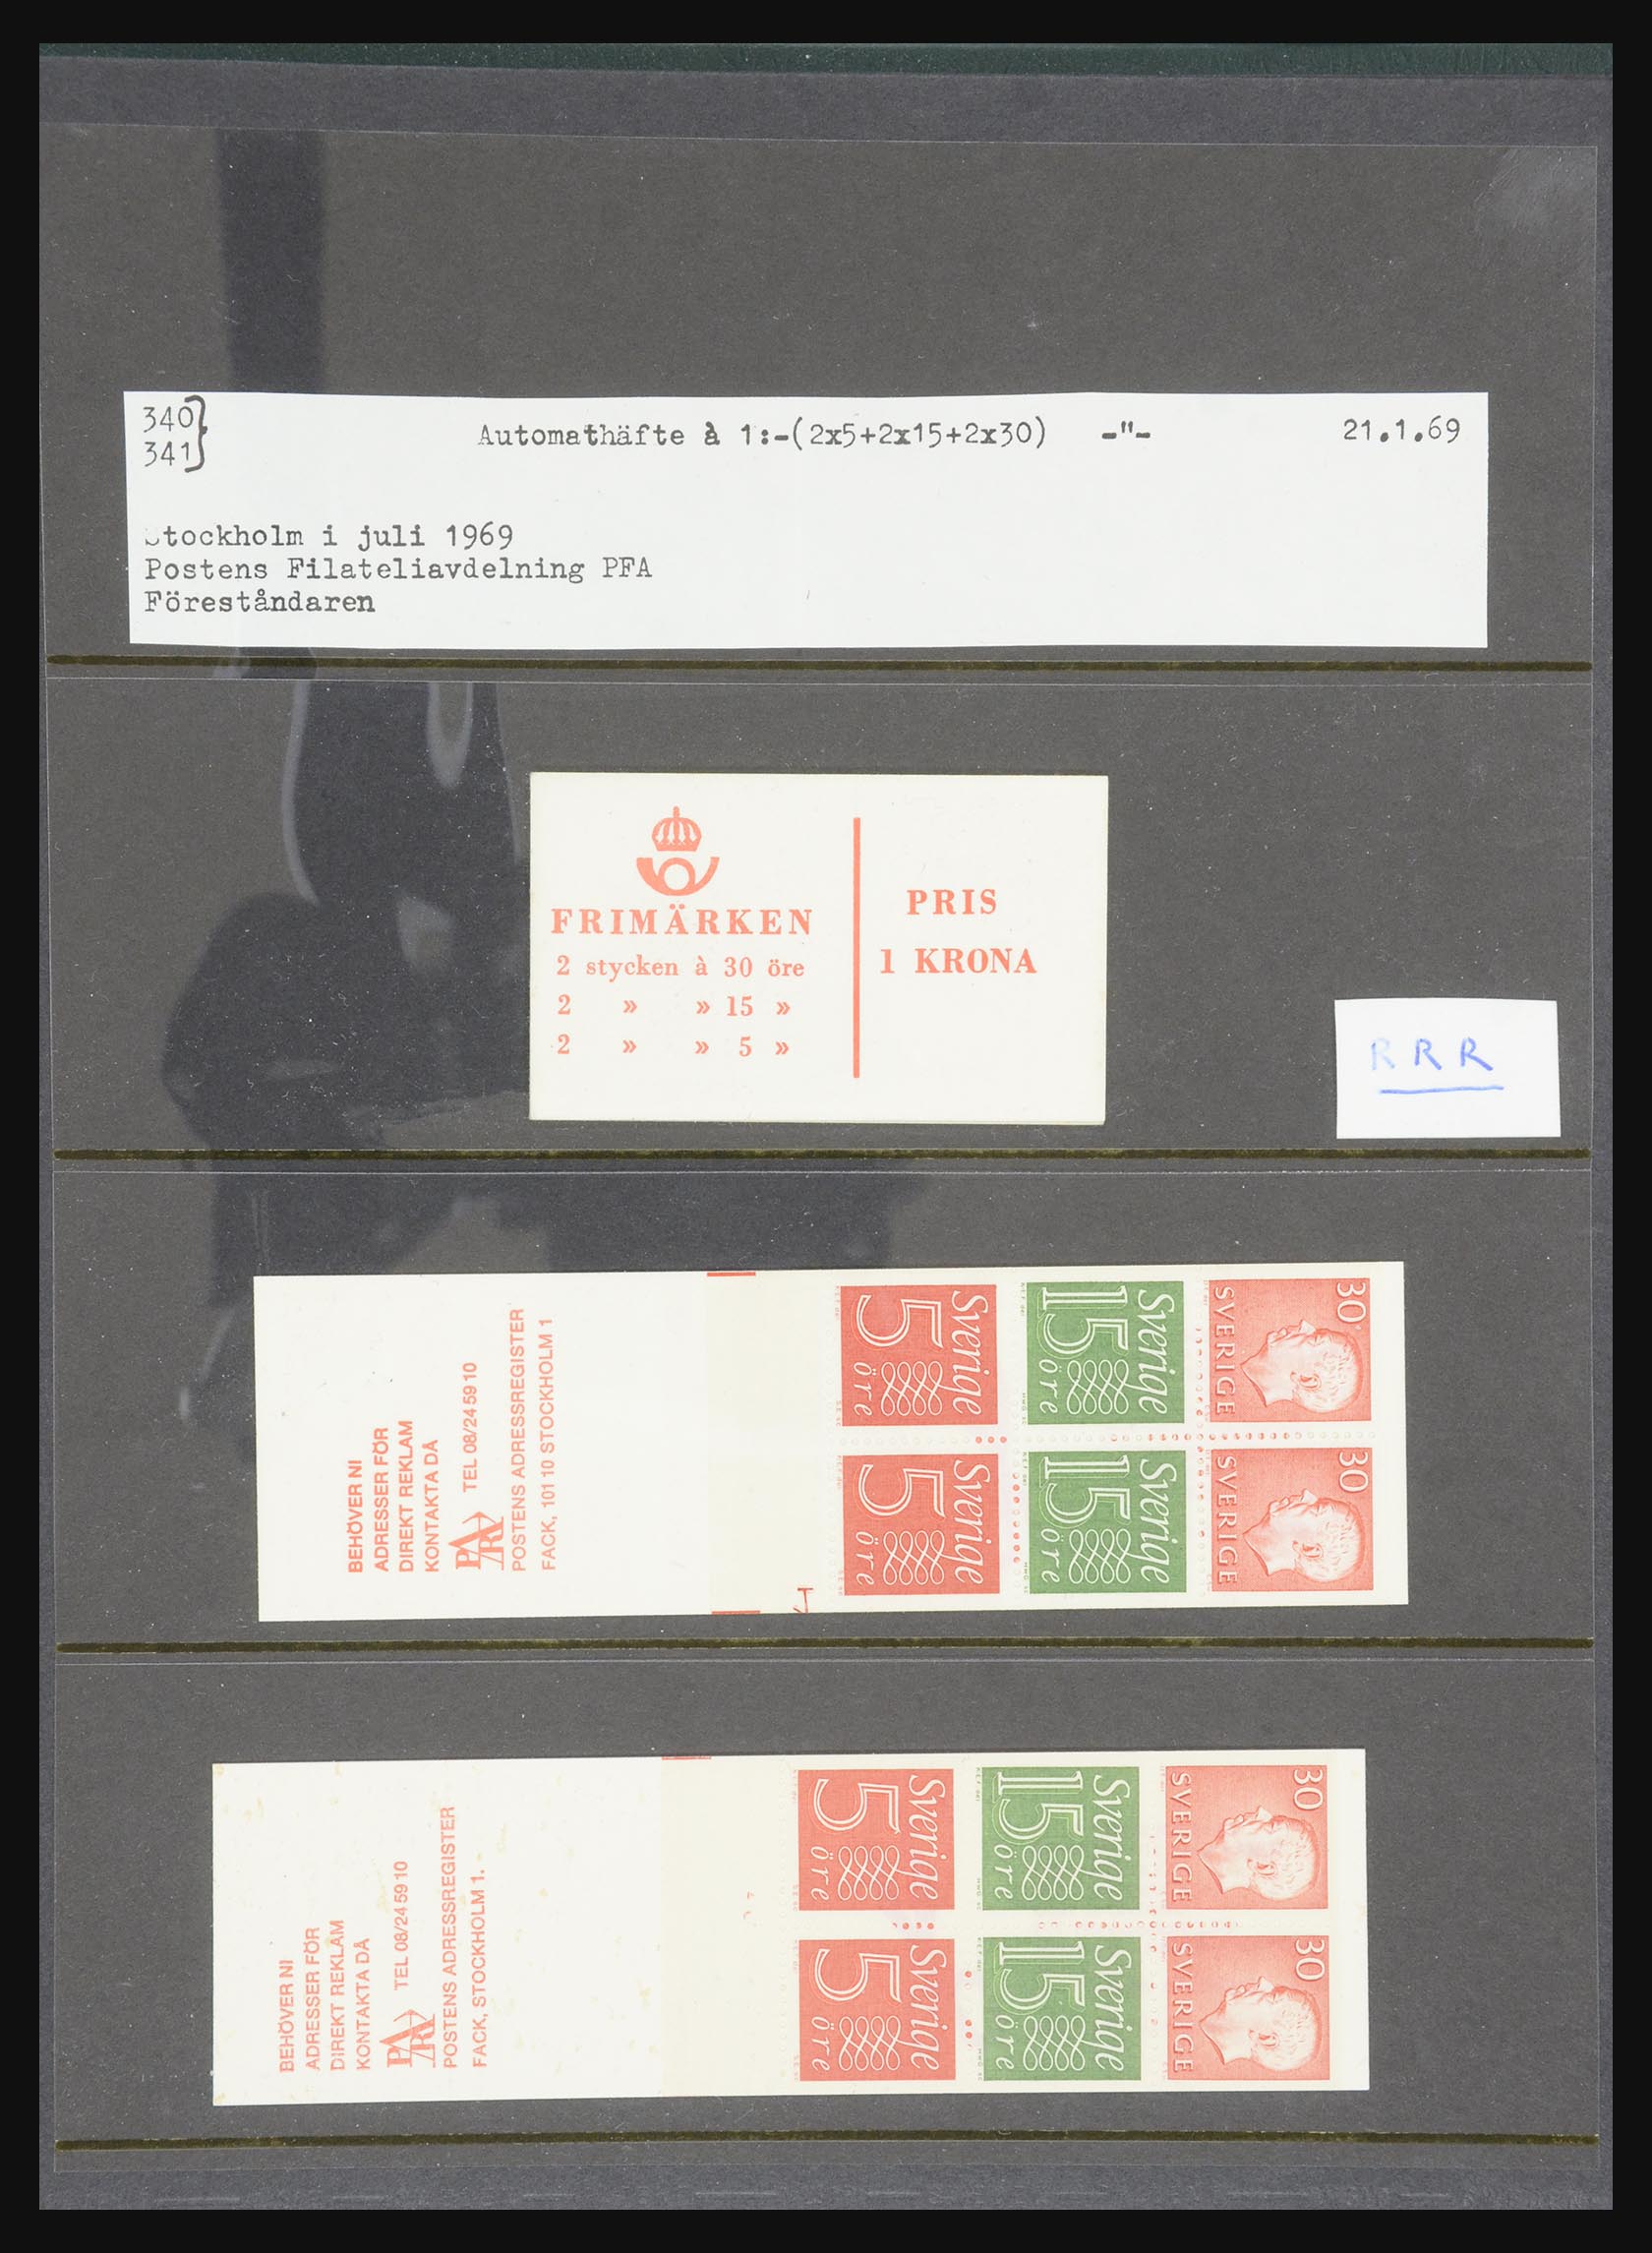 340}
341}
Automathäfte à 1:-(2x5+2x15+2x30) -"- 21.1.69
Stockholm i juli 1969
Postens Filateliavdelning PFA
Föreståndaren
FRIMÄRKEN
2 stycken à 30 öre
2 » » 15 »
2 » » 5 »
PRIS
1 KRONA
RRR
BEHÖVER NI
ADRESSER FÖR
DIREKT REKLAM
KONTAKTA DÅ
PAR TEL 08/24 59 10
POSTENS ADRESSREGISTER
FACK, 101 10 STOCKHOLM 1
Sverige 5 öre
Sverige 15 öre
30 SVERIGE
Sverige 5 öre
Sverige 15 öre
30 SVERIGE
BEHÖVER NI
ADRESSER FÖR
DIREKT REKLAM
KONTAKTA DÅ
PAR TEL 08/24 59 10
POSTENS ADRESSREGISTER
FACK, STOCKHOLM 1.
Sverige 5 öre
Sverige 15 öre
30 SVERIGE
Sverige 5 öre
Sverige 15 öre
30 SVERIGE